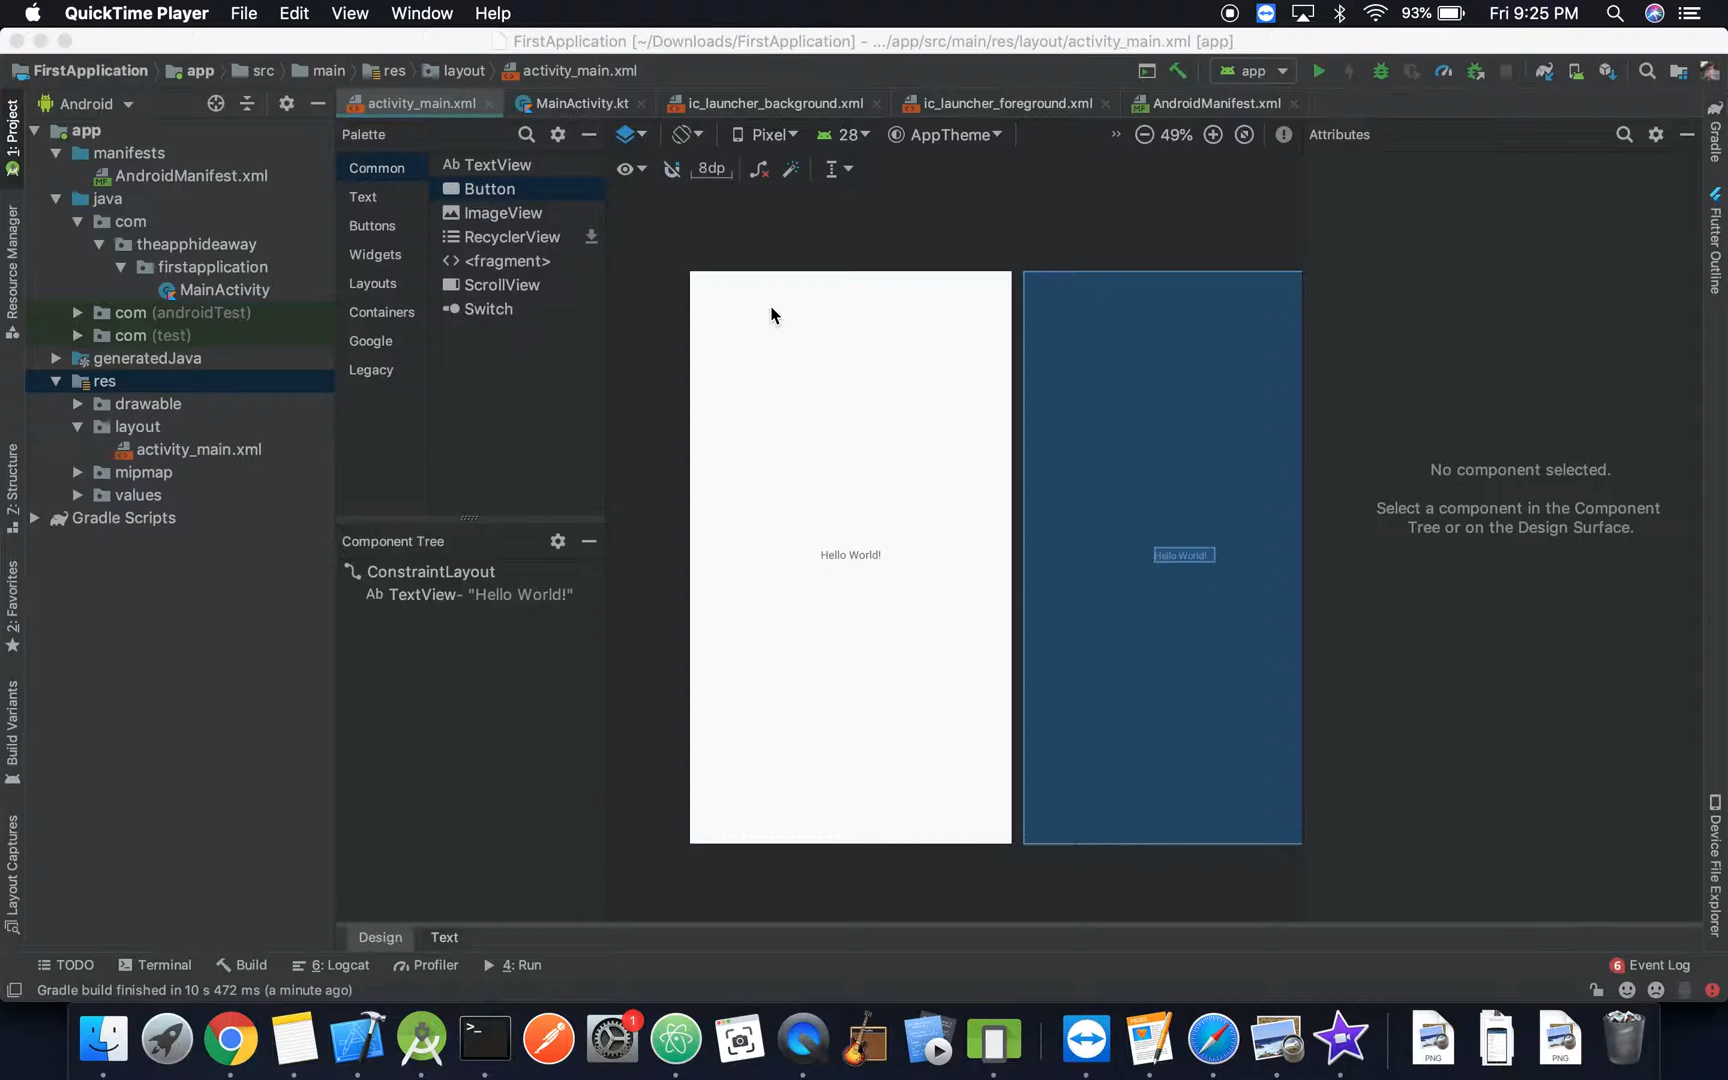 QuickTime Player File Edit View Window Help 93% Fri 9:25 PM
FirstApplication [~/Downloads/FirstApplication] - .../app/src/main/res/layout/activity_main.xml [app]
FirstApplication app src main res layout activity_main.xml app
Android activity_main.xml MainActivity.kt ic_launcher_background.xml ic_launcher_foreground.xml AndroidManifest.xml
1: Project
Resource Manager
Z: Structure
2: Favorites
Build Variants
Layout Captures
app
manifests
AndroidManifest.xml
java
com
theapphideaway
firstapplication
MainActivity
com (androidTest)
com (test)
generatedJava
res
drawable
layout
activity_main.xml
mipmap
values
Gradle Scripts
Palette
Common
Text
Buttons
Widgets
Layouts
Containers
Google
Legacy
Ab TextView
Button
ImageView
RecyclerView
<fragment>
ScrollView
Switch
Component Tree
ConstraintLayout
Ab TextView- "Hello World!"
Pixel 28 AppTheme 49%
8dp
Hello World!
Hello World!
Attributes
No component selected.
Select a component in the Component
Tree or on the Design Surface.
Gradle
Flutter Outline
Device File Explorer
Design Text
TODO Terminal Build 6: Logcat Profiler 4: Run 6 Event Log
Gradle build finished in 10 s 472 ms (a minute ago)
>_
1
PNG
PNG